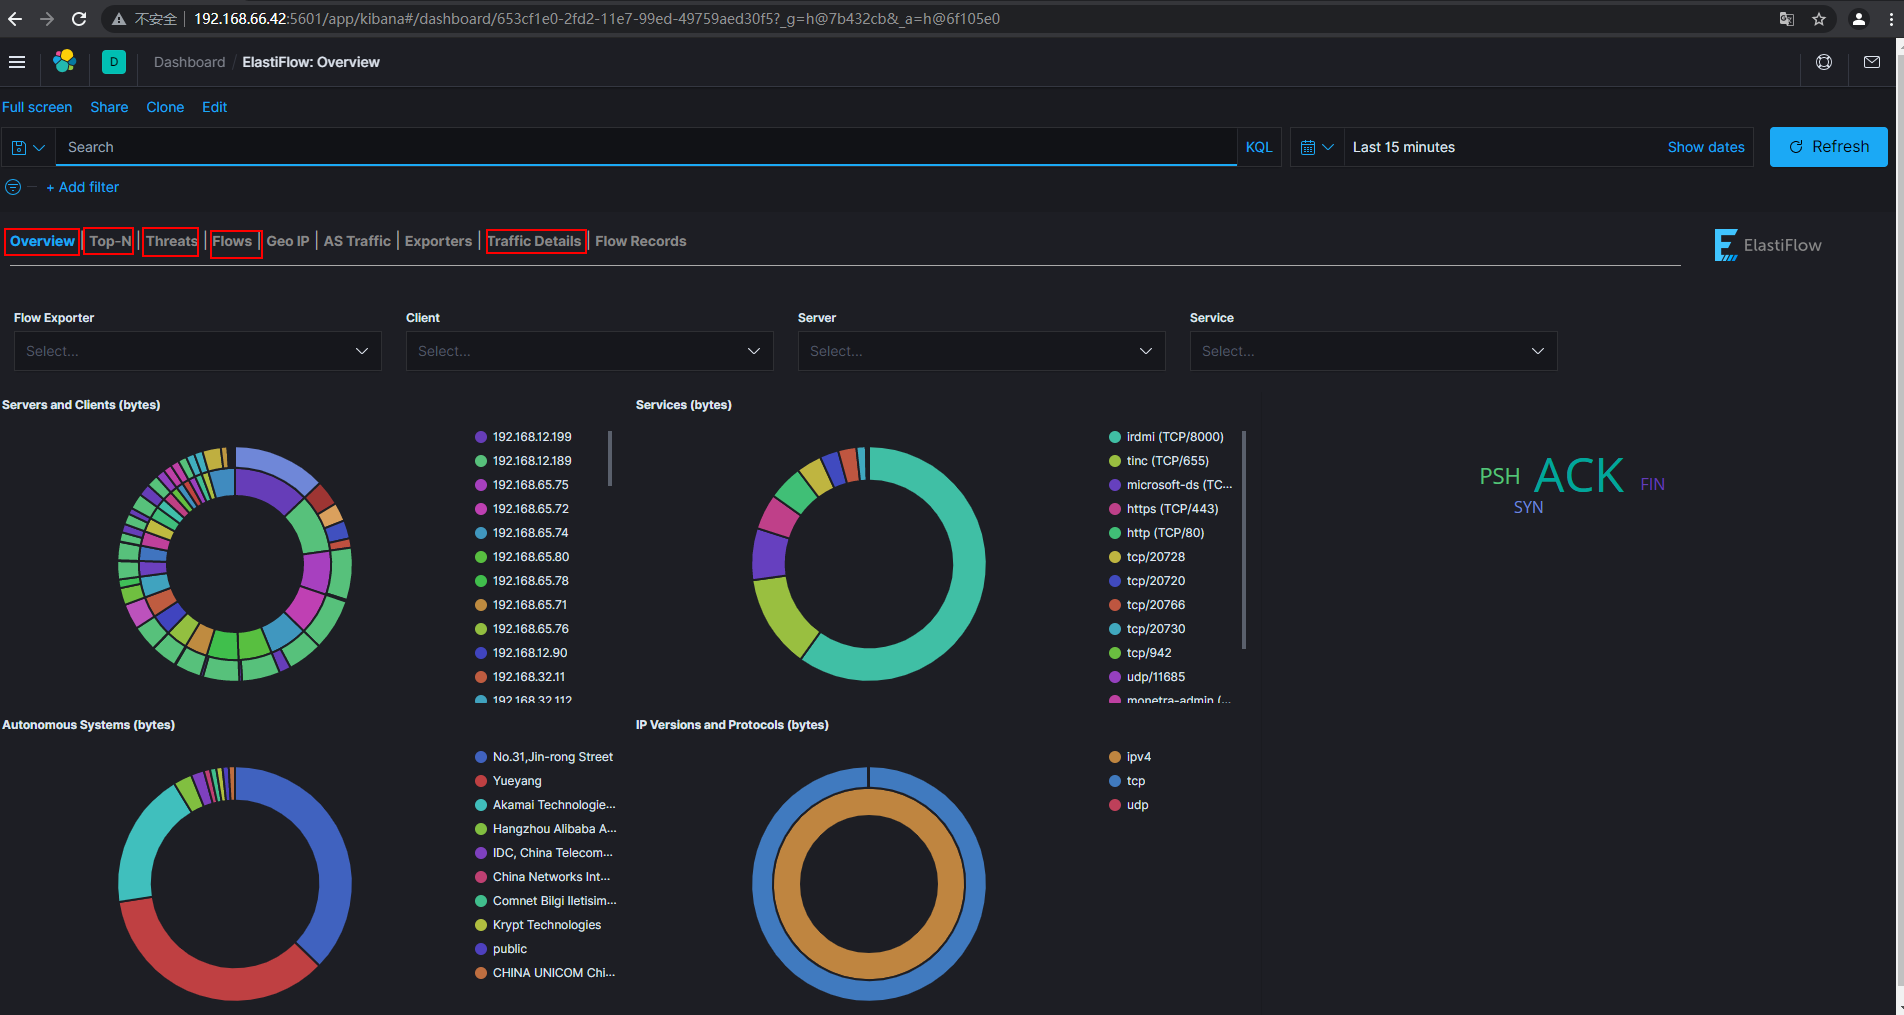 不安全 192.168.66.42:5601/app/kibana#/dashboard/653cf1e0-2fd2-11e7-99ed-49759aed30f5?_g=h@7b432cb&_a=h@6f105e0
D Dashboard / ElastiFlow: Overview
Full screen Share Clone Edit
Search KQL Last 15 minutes Show dates Refresh
+ Add filter
Overview | Top-N | Threats | Flows | Geo IP | AS Traffic | Exporters | Traffic Details | Flow Records
ElastiFlow
Flow Exporter Client Server Service
Select... Select... Select... Select...
Servers and Clients (bytes)
192.168.12.199
192.168.12.189
192.168.65.75
192.168.65.72
192.168.65.74
192.168.65.80
192.168.65.78
192.168.65.71
192.168.65.76
192.168.12.90
192.168.32.11
192.168.32.112
Services (bytes)
irdmi (TCP/8000)
tinc (TCP/655)
microsoft-ds (TC...
https (TCP/443)
http (TCP/80)
tcp/20728
tcp/20720
tcp/20766
tcp/20730
tcp/942
udp/11685
monetra-admin (...
PSH ACK FIN
SYN
Autonomous Systems (bytes)
No.31,Jin-rong Street
Yueyang
Akamai Technologie...
Hangzhou Alibaba A...
IDC, China Telecom...
China Networks Int...
Comnet Bilgi Iletisim...
Krypt Technologies
public
CHINA UNICOM Chi...
IP Versions and Protocols (bytes)
ipv4
tcp
udp